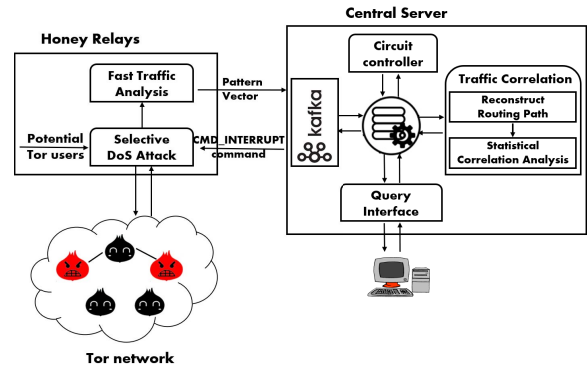 Central Server
Honey Relays
Fast Traffic
Analysis
Pattern
Vector
Potential
Tor users
Selective
DoS Attack
CMD_INTERRUPT
command
kafka
Circuit
controller
Traffic Correlation
Reconstruct
Routing Path
Statistical
Correlation Analysis
Query
Interface
Tor network